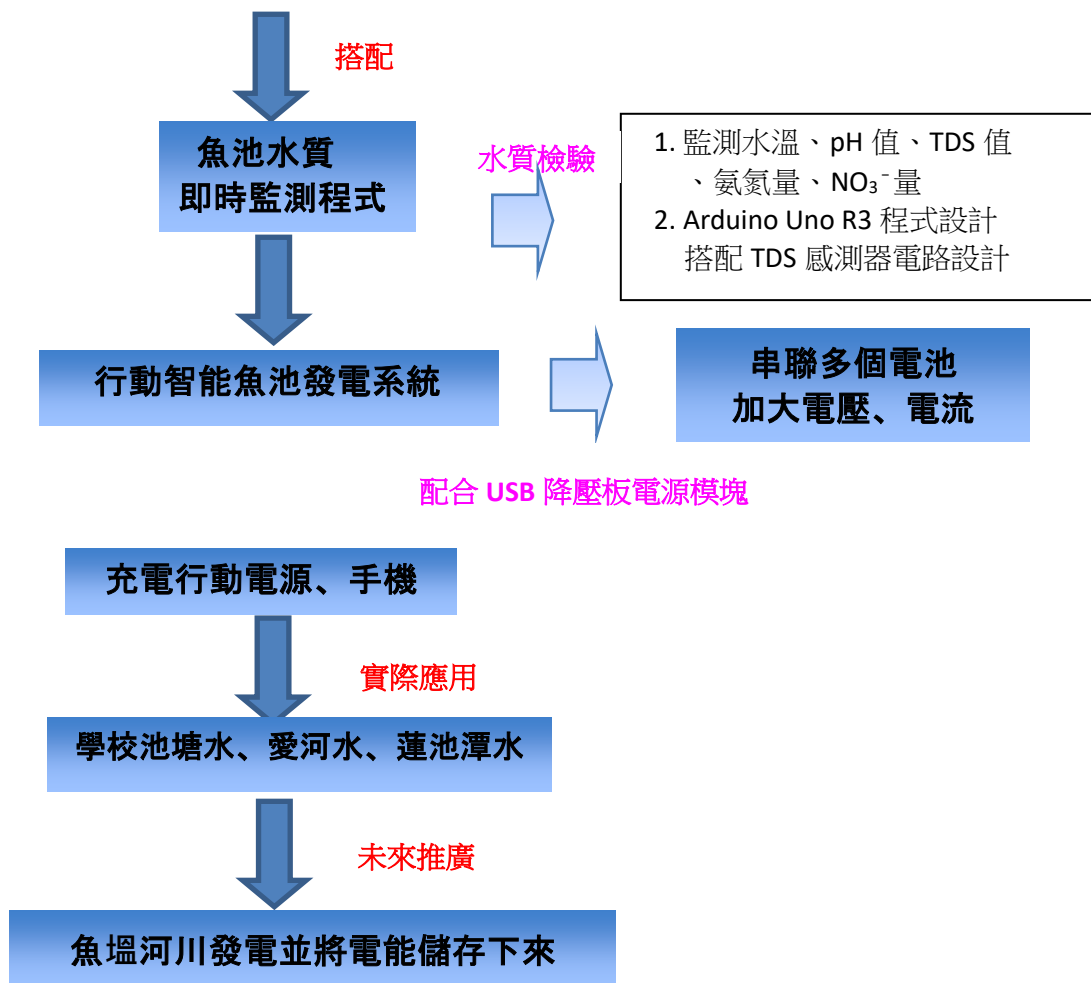 搭配
魚池水質
即時監測程式
水質檢驗
1. 監測水溫、pH 值、TDS 值
、氨氮量、NO₃⁻量
2. Arduino Uno R3 程式設計
搭配 TDS 感測器電路設計
行動智能魚池發電系統
串聯多個電池
加大電壓、電流
配合 USB 降壓板電源模塊
充電行動電源、手機
實際應用
學校池塘水、愛河水、蓮池潭水
未來推廣
魚塭河川發電並將電能儲存下來